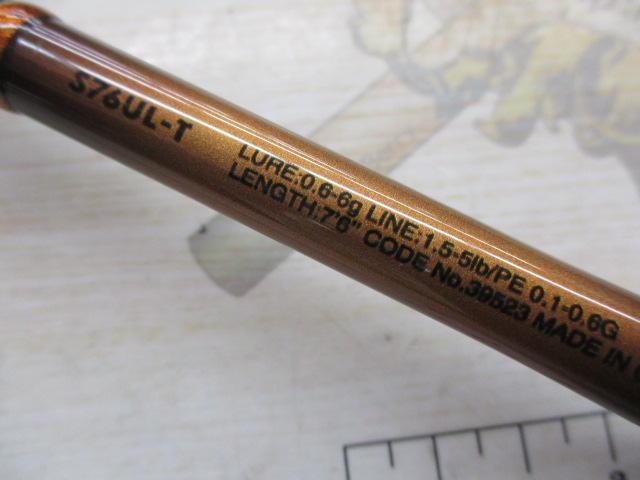 S76UL-T
LURE:0.6-6g LINE:1.5-5lb/PE 0.1-0.6G
LENGTH:7'6" CODE No.39523 MADE IN